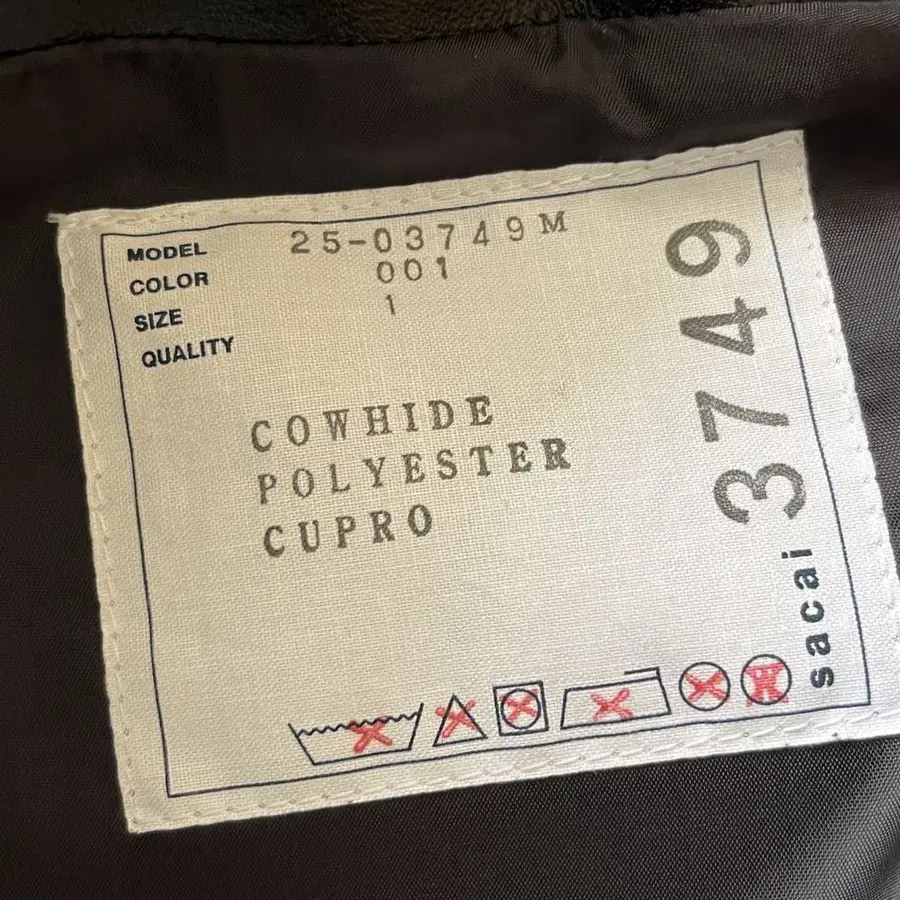 MODEL 25-03749M
COLOR 001
SIZE 1
QUALITY
COWHIDE
POLYESTER
CUPRO
sacai 3749